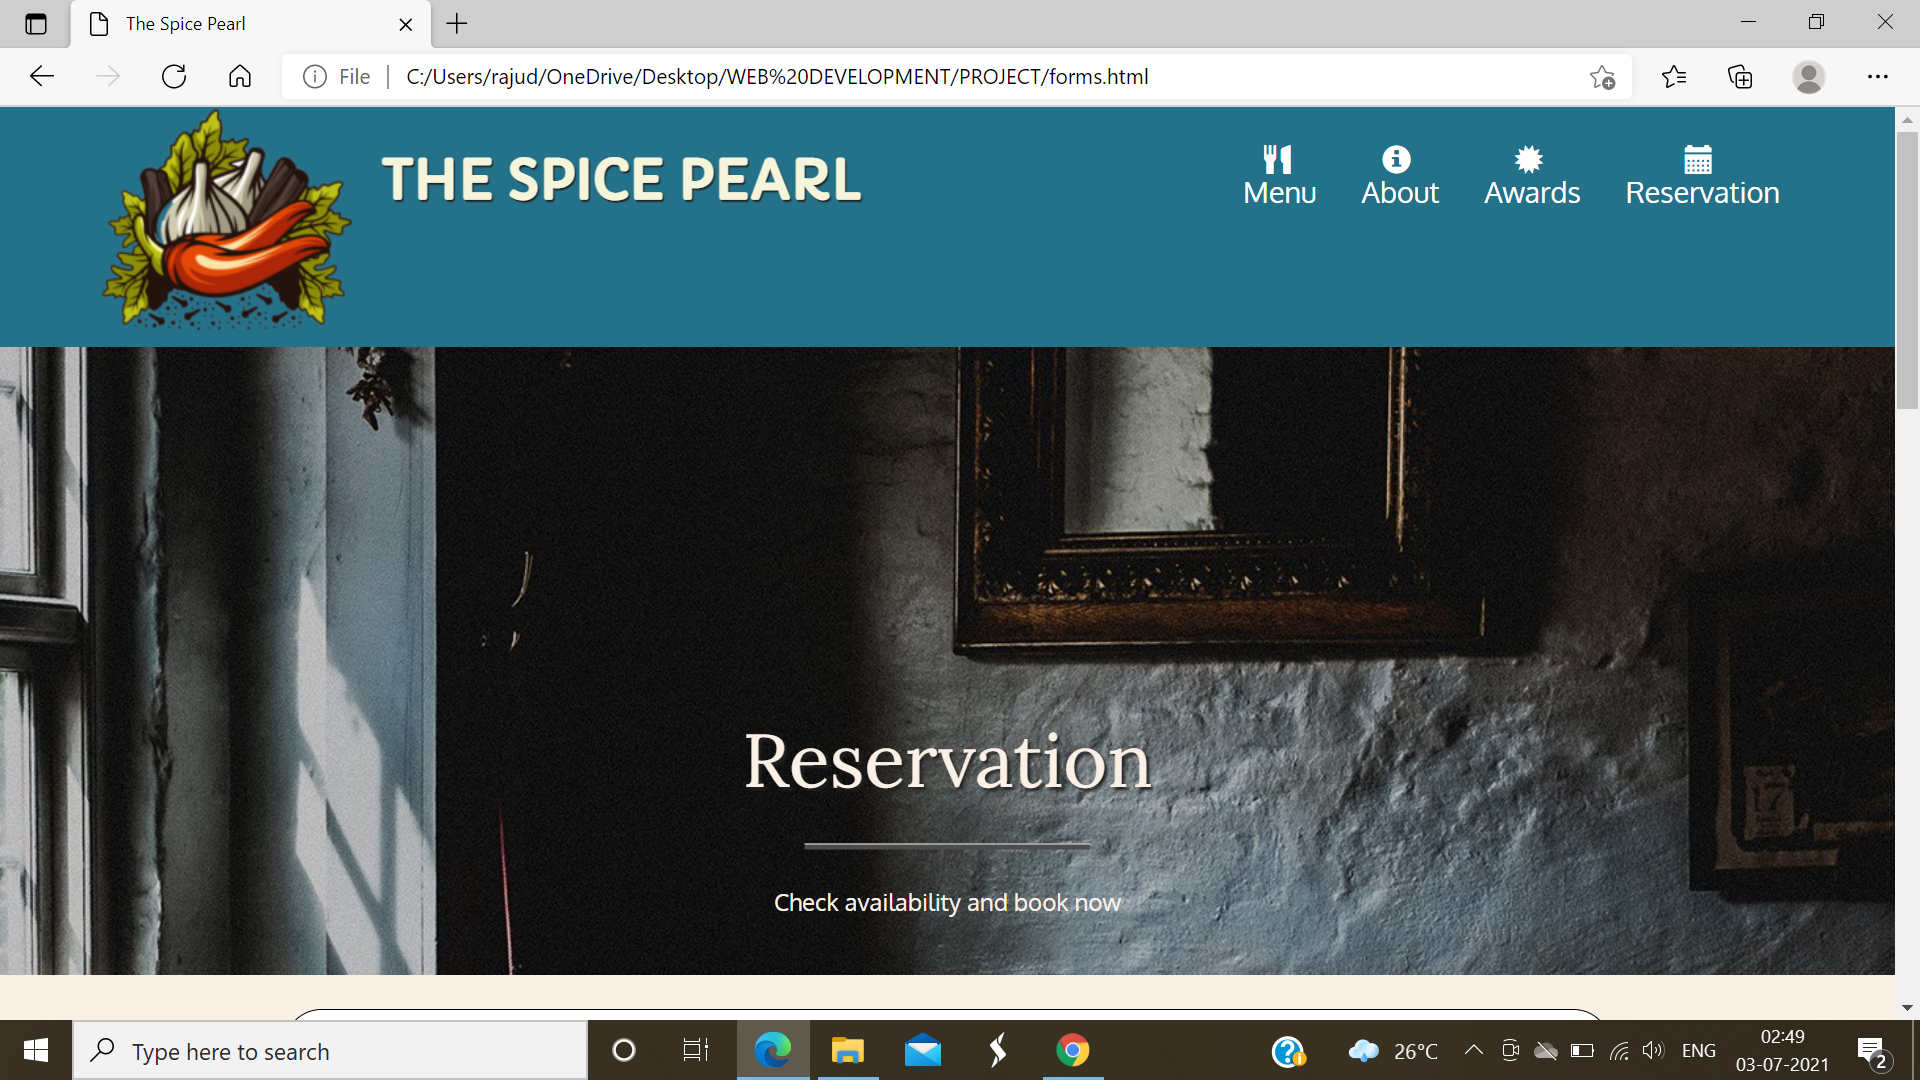 The Spice Pearl
File
C:/Users/rajud/OneDrive/Desktop/WEB%20DEVELOPMENT/PROJECT/forms.html
THE SPICE PEARL
Menu
About
Awards
Reservation
17
Reservation
Check availability and book now
Type here to search
26°C
ENG
02:49
03-07-2021
2